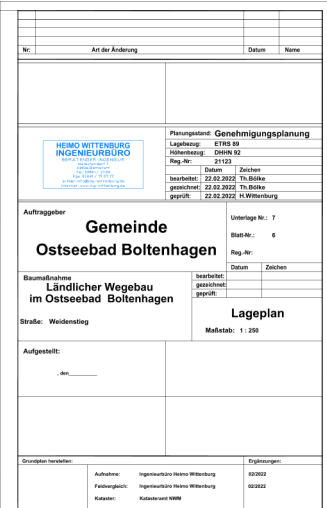 Nr: Art der Änderung Datum Name
Planungsstand: Genehmigungsplanung
Lagebezug: ETRS 89
Höhenbezug: DHHN 92
Reg.-Nr: 21123
Datum Zeichen
bearbeitet: 22.02.2022 Th.Bölke
gezeichnet: 22.02.2022 Th.Bölke
geprüft: 22.02.2022 H.Wittenburg
HEIMO WITTENBURG
INGENIEURBÜRO
BERATENDER INGENIEUR
Auftraggeber
Gemeinde
Ostseebad Boltenhagen
Unterlage Nr.: 7
Blatt-Nr.: 6
Reg.-Nr:
Datum Zeichen
bearbeitet:
gezeichnet:
geprüft:
Baumaßnahme
Ländlicher Wegebau
im Ostseebad Boltenhagen
Straße: Weidenstieg
Lageplan
Maßstab: 1 : 250
Aufgestellt:
, den
Grundplan herstellen: Ergänzungen:
Aufnahme: Ingenieurbüro Heimo Wittenburg 02/2022
Feldvergleich: Ingenieurbüro Heimo Wittenburg 02/2022
Kataster: Katasteramt NWM